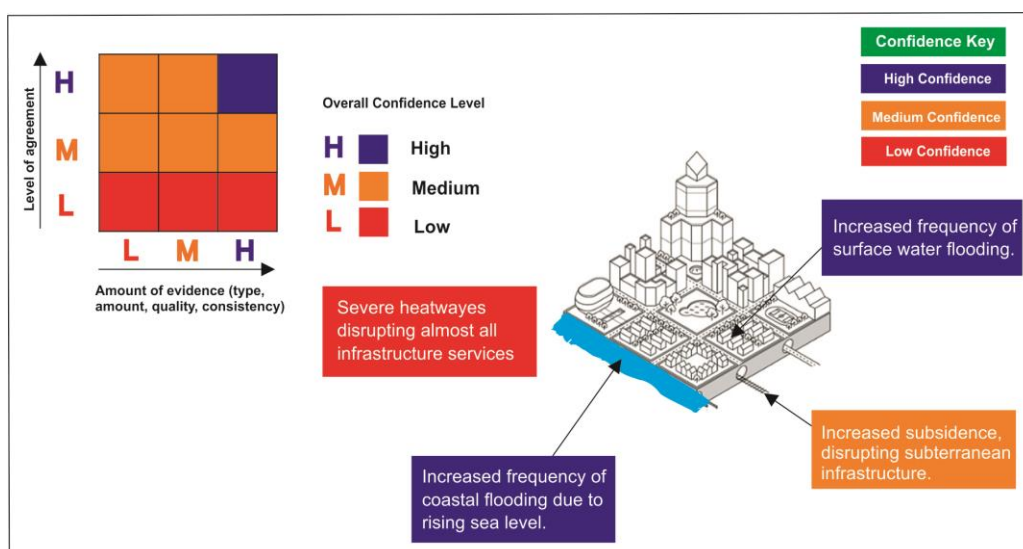 Level of agreement
H
M
L
L M H
Amount of evidence (type,
amount, quality, consistency)
Overall Confidence Level
H High
M Medium
L Low
Confidence Key
High Confidence
Medium Confidence
Low Confidence
Severe heatwayes
disrupting almost all
infrastructure services
Increased frequency of
surface water flooding.
Increased subsidence,
disrupting subterranean
infrastructure.
Increased frequency of
coastal flooding due to
rising sea level.